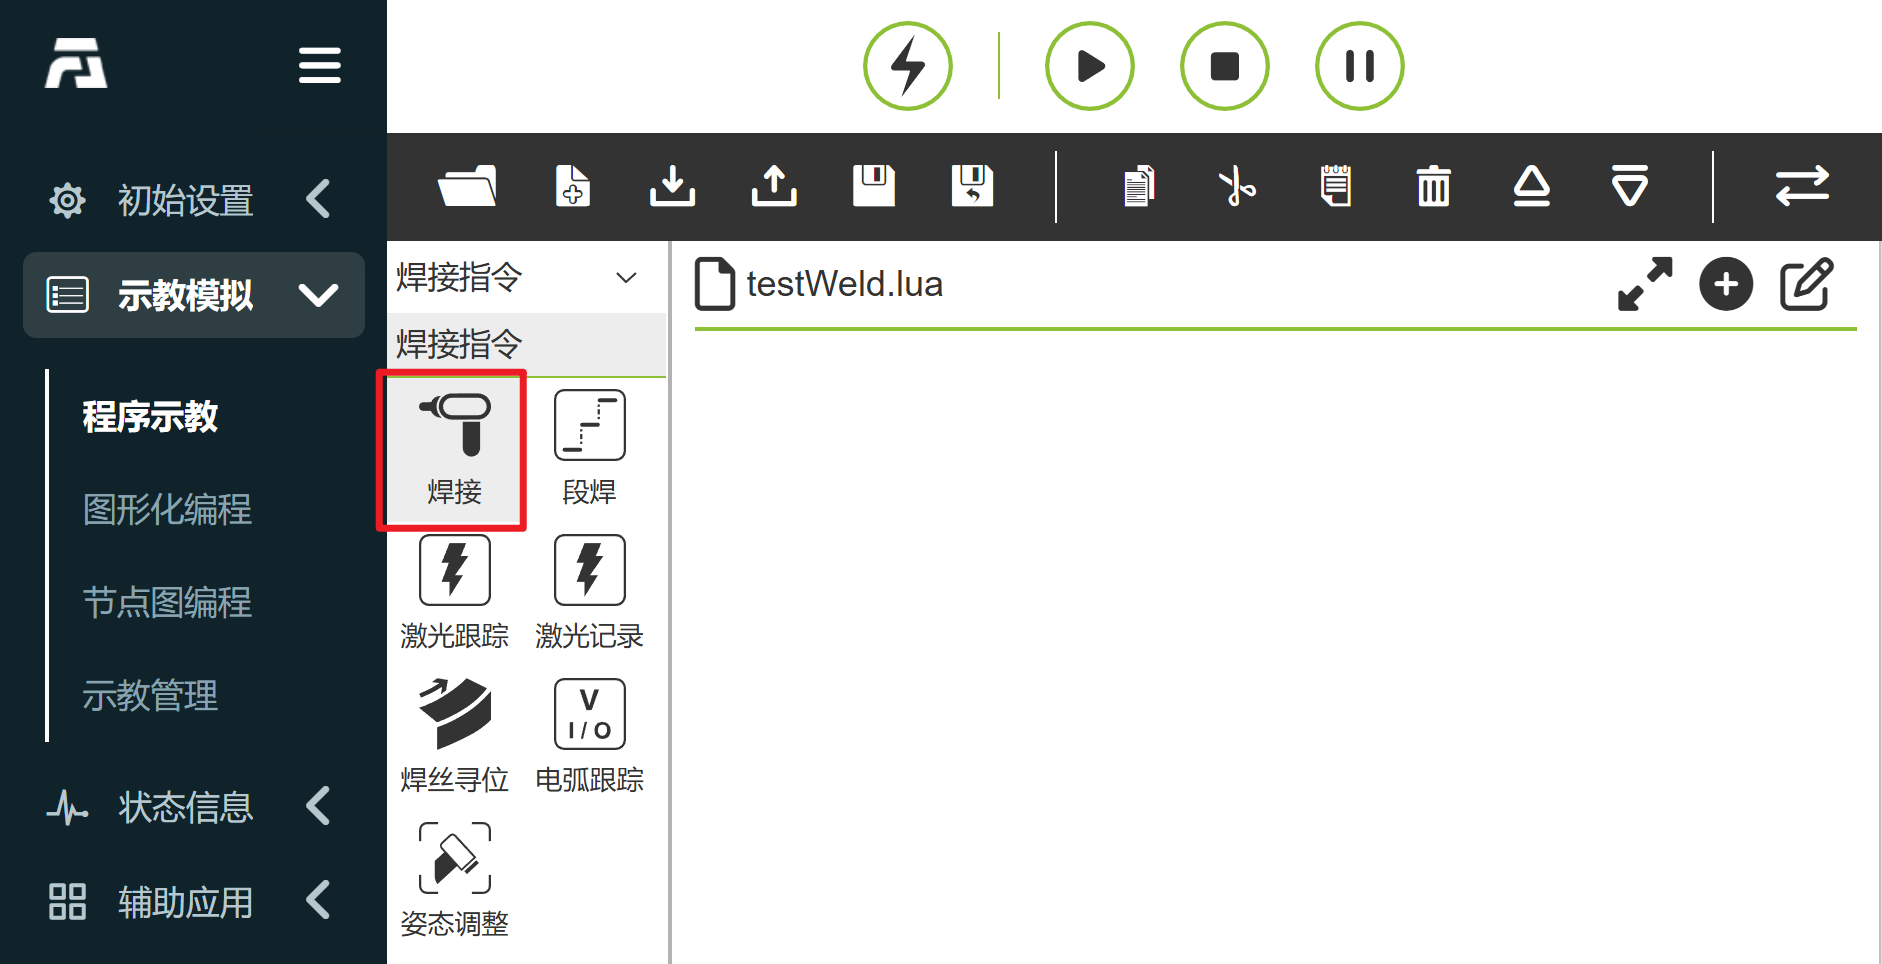 初始设置
示教模拟
程序示教
图形化编程
节点图编程
示教管理
状态信息
辅助应用
焊接指令
焊接指令
焊接
段焊
激光跟踪
激光记录
焊丝寻位
V
I / O
电弧跟踪
姿态调整
testWeld.lua